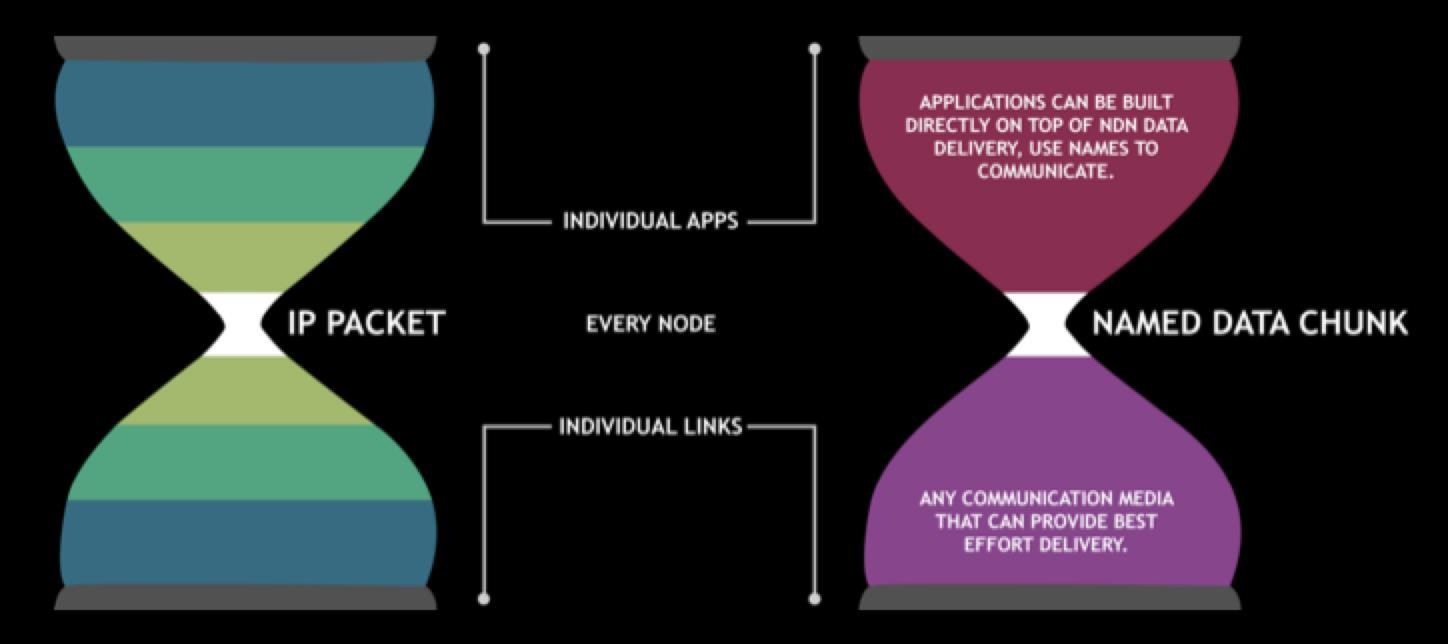 APPLICATIONS CAN BE BUILT
DIRECTLY ON TOP OF NDN DATA
DELIVERY, USE NAMES TO
COMMUNICATE.
INDIVIDUAL APPS
IP PACKET
EVERY NODE
NAMED DATA CHUNK
INDIVIDUAL LINKS
ANY COMMUNICATION MEDIA
THAT CAN PROVIDE BEST
EFFORT DELIVERY.